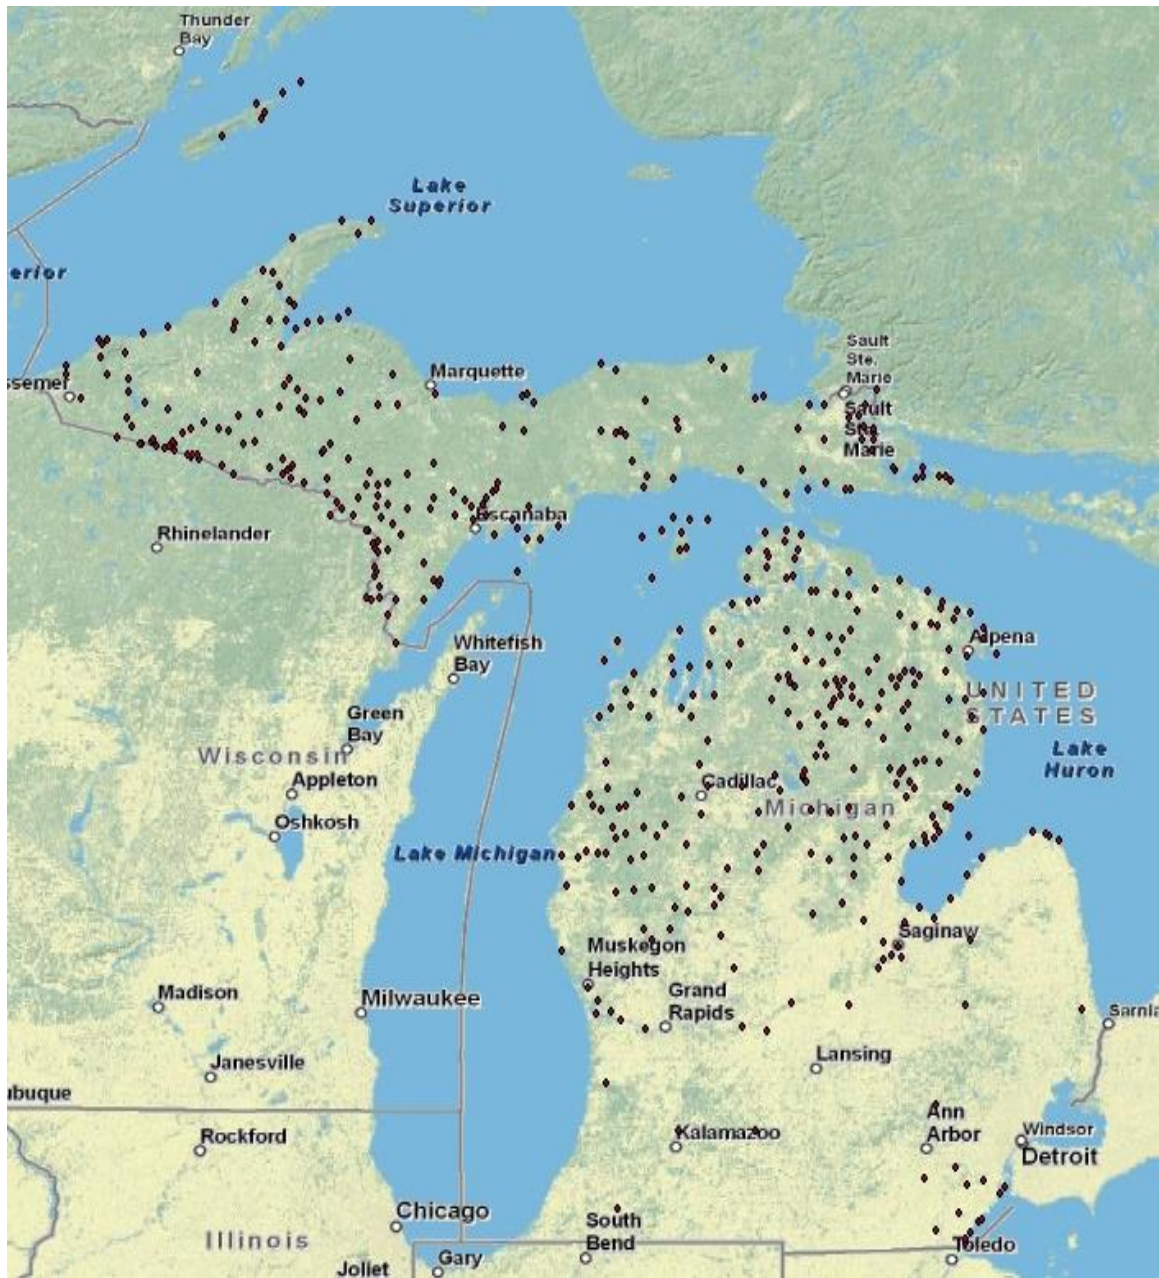 Thunder
Bay
Lake
Superior
erior
Sault
Ste.
Marie
ssemer
Marquette
Sault
Ste
Marie
Escanaba
Rhinelander
Whitefish
Bay
Alpena
UNITED
STATES
Green
Bay
Wisconsin
Lake
Huron
Appleton
Cadillac
Michigan
Oshkosh
Lake Michigan
Saginaw
Muskegon
Heights
Madison
Milwaukee
Grand
Rapids
Sarnia
Lansing
Janesville
ubuque
Ann
Arbor
Rockford
Kalamazoo
Windsor
Detroit
Chicago
South
Bend
Illinois
Toledo
Gary
Joliet